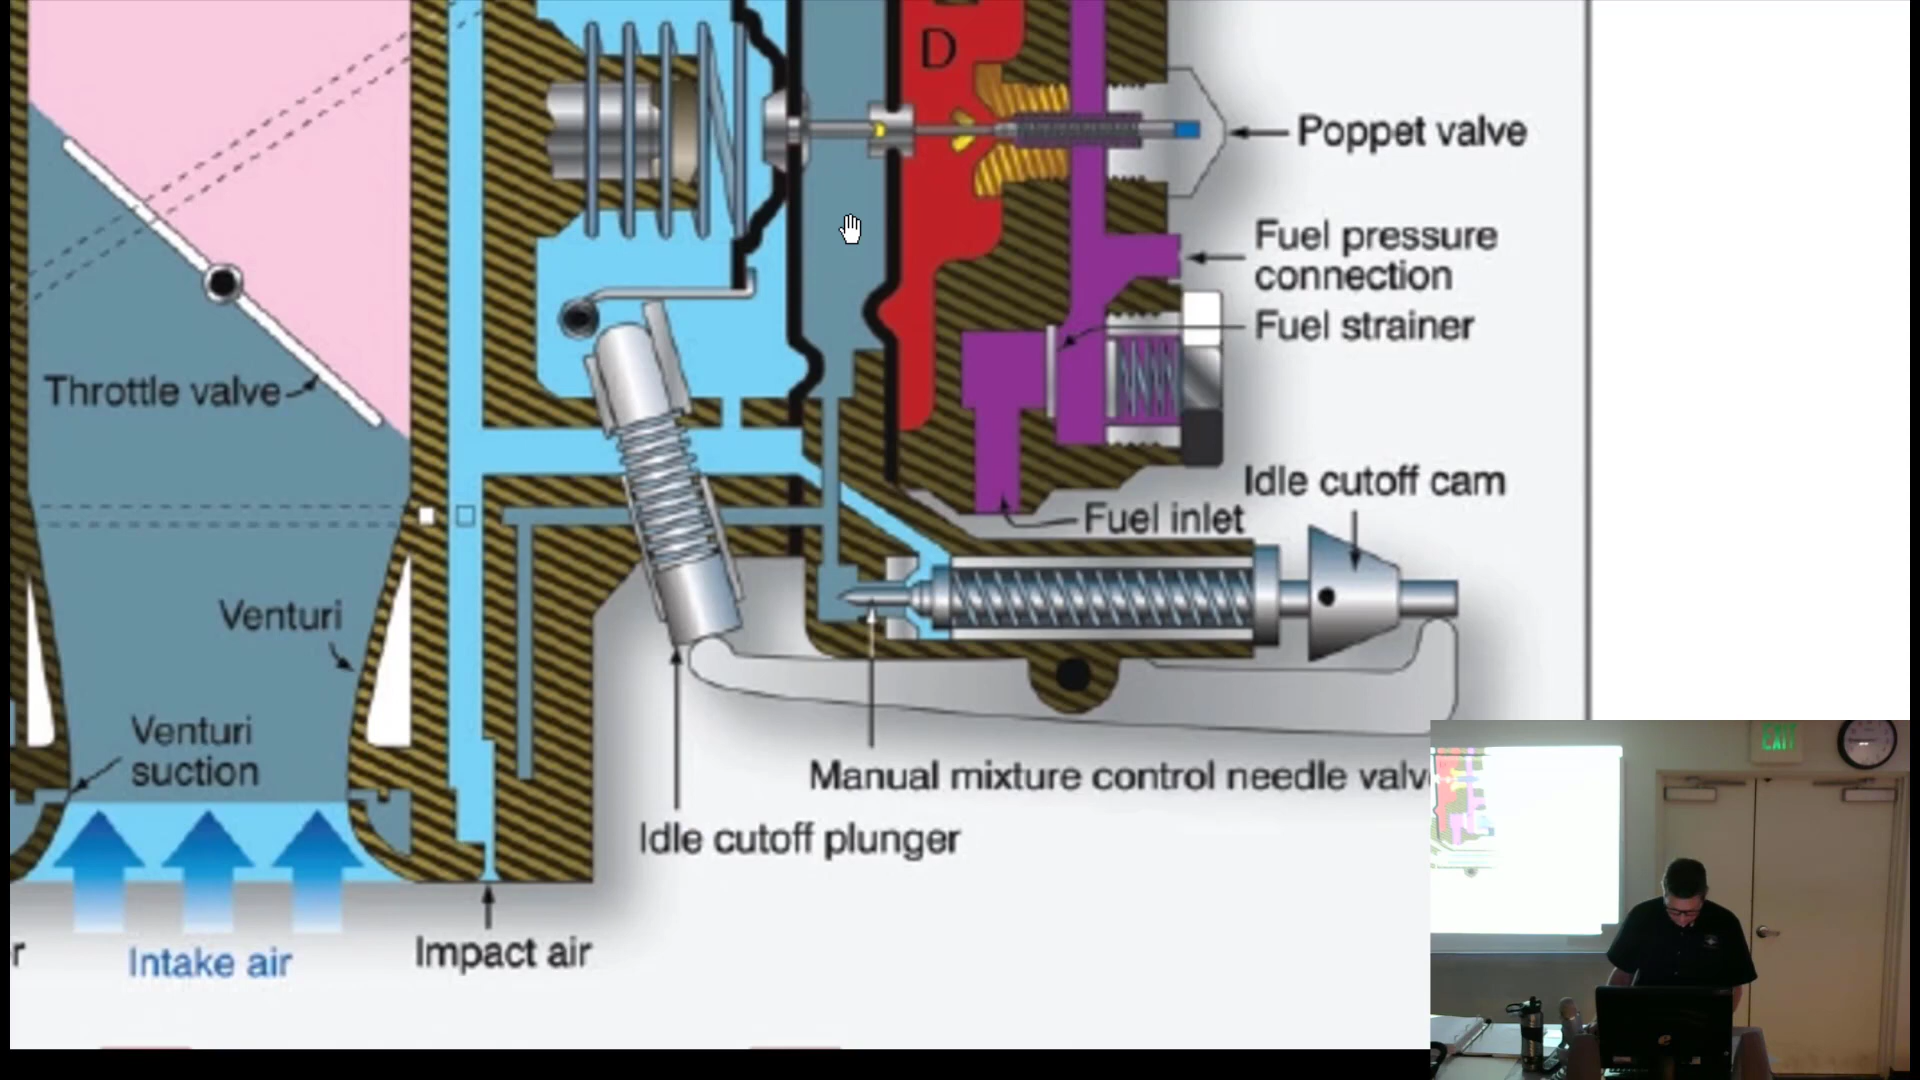 D
Poppet valve
Fuel pressure
connection
Fuel strainer
Throttle valve
Idle cutoff cam
Fuel inlet
Venturi
Venturi
suction
Manual mixture control needle valv
Idle cutoff plunger
r
Intake air
Impact air
EXIT